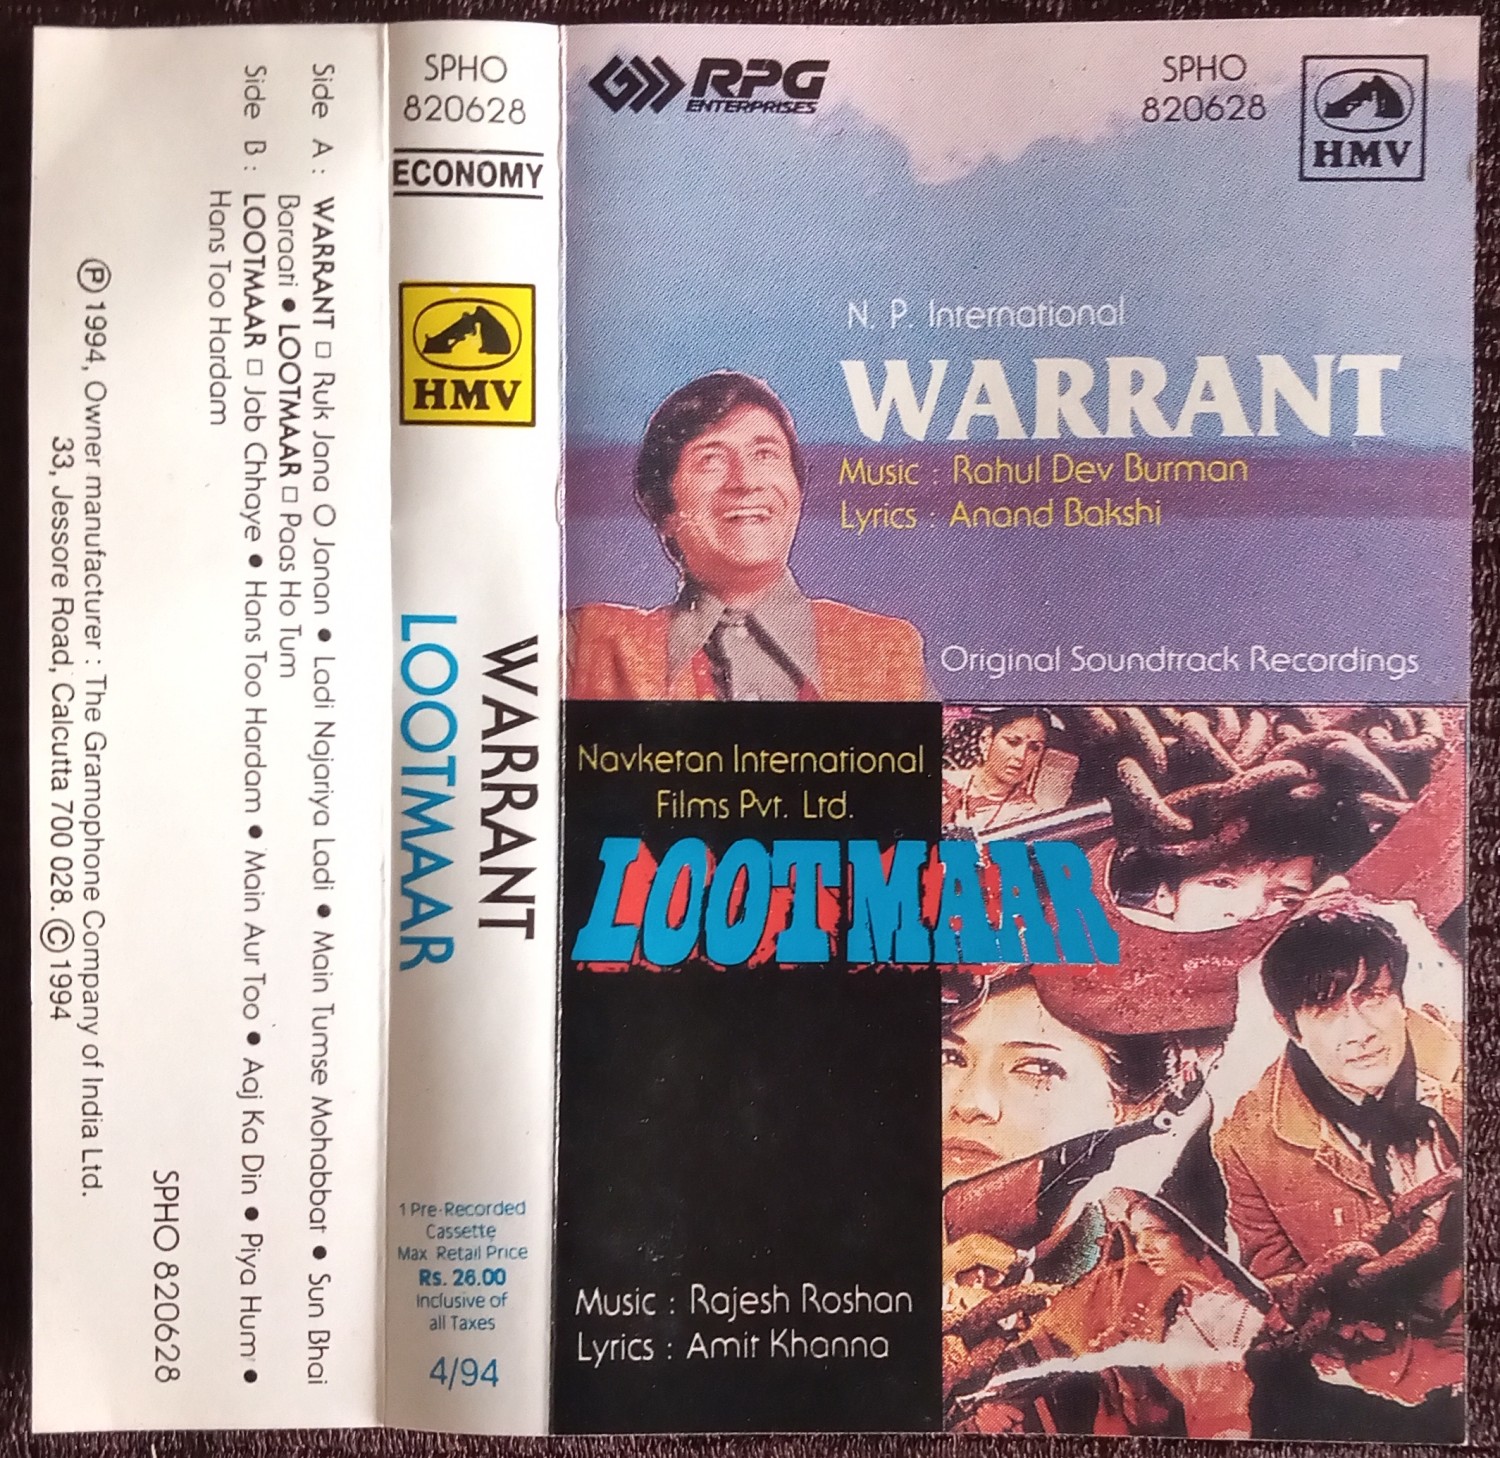 Side A : WARRANT □ Ruk Jana O Janan • Ladi Najariya Ladi • Main Tumse Mohabbat • Sun Bhai
Baraati • LOOTMAAR □ Paas Ho Tum
Side B : LOOTMAAR □ Jab Chhaye • Hans Too Hardam • Main Aur Too • Aaj Ka Din • Piya Hum •
Hans Too Hardam
SPHO 820628
Ⓟ 1994, Owner manufacturer : The Gramophone Company of India Ltd.
33, Jessore Road, Calcutta 700 028. © 1994
SPHO
820628
ECONOMY
HMV
WARRANT
LOOTMAAR
1 Pre-Recorded
Cassette
Max Retail Price
Rs. 26.00
Inclusive of
all Taxes
4/94
RPG
ENTERPRISES
SPHO
820628
HMV
N. P. International
WARRANT
Music : Rahul Dev Burman
Lyrics : Anand Bakshi
Original Soundtrack Recordings
Navketan International
Films Pvt. Ltd.
LOOTMAAR
Music : Rajesh Roshan
Lyrics : Amit Khanna